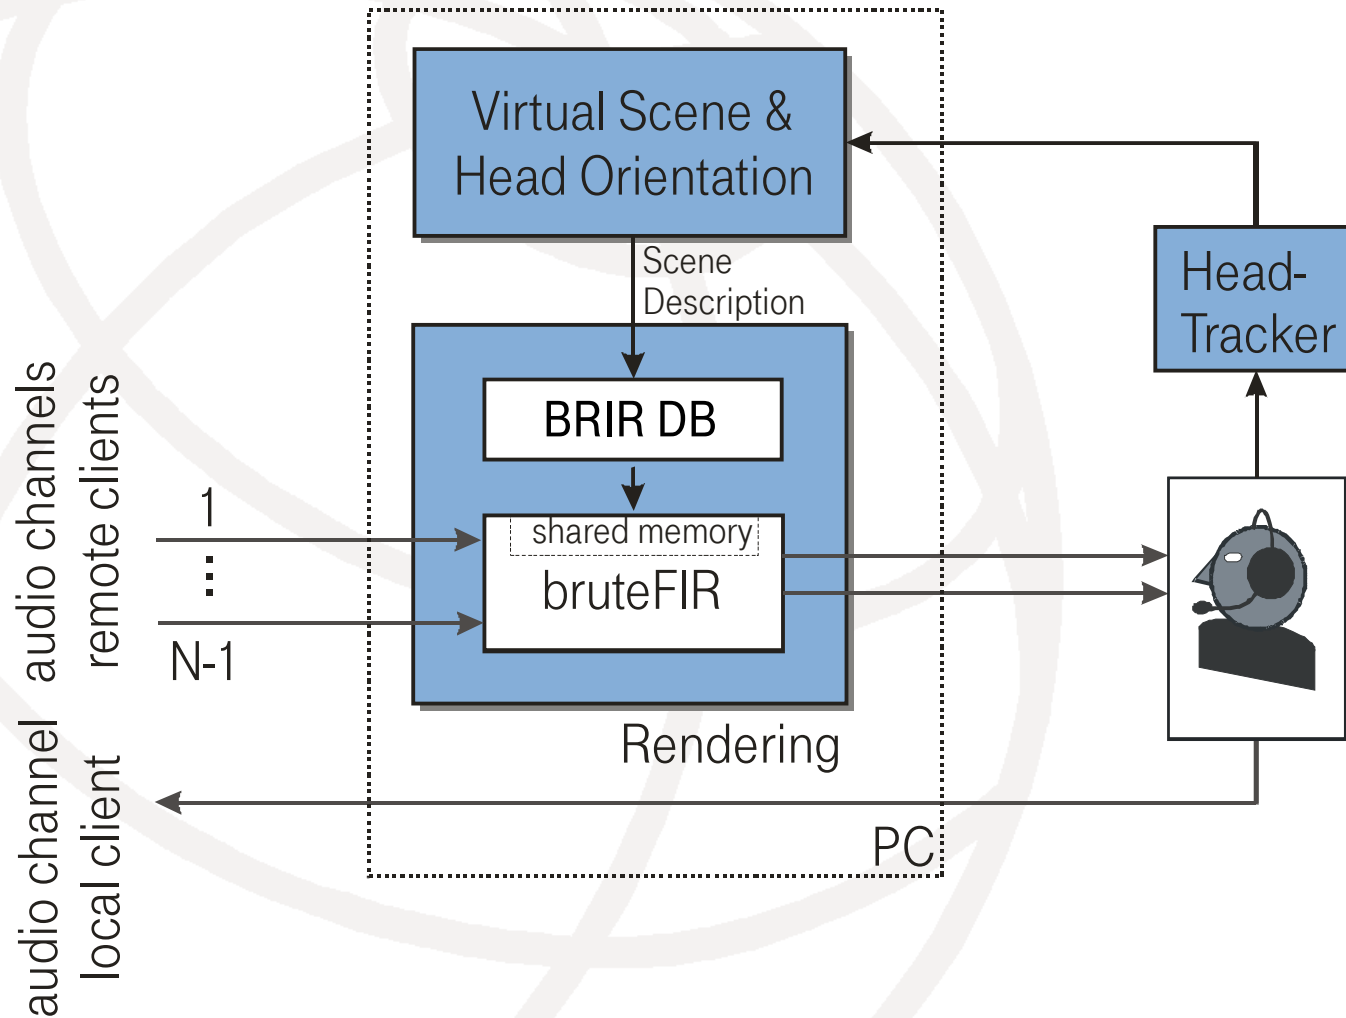 Virtual Scene &
Head Orientation
Scene
Description
Head-
Tracker
BRIR DB
shared memory
bruteFIR
Rendering
PC
audio channels
remote clients
1
N-1
audio channel
local client